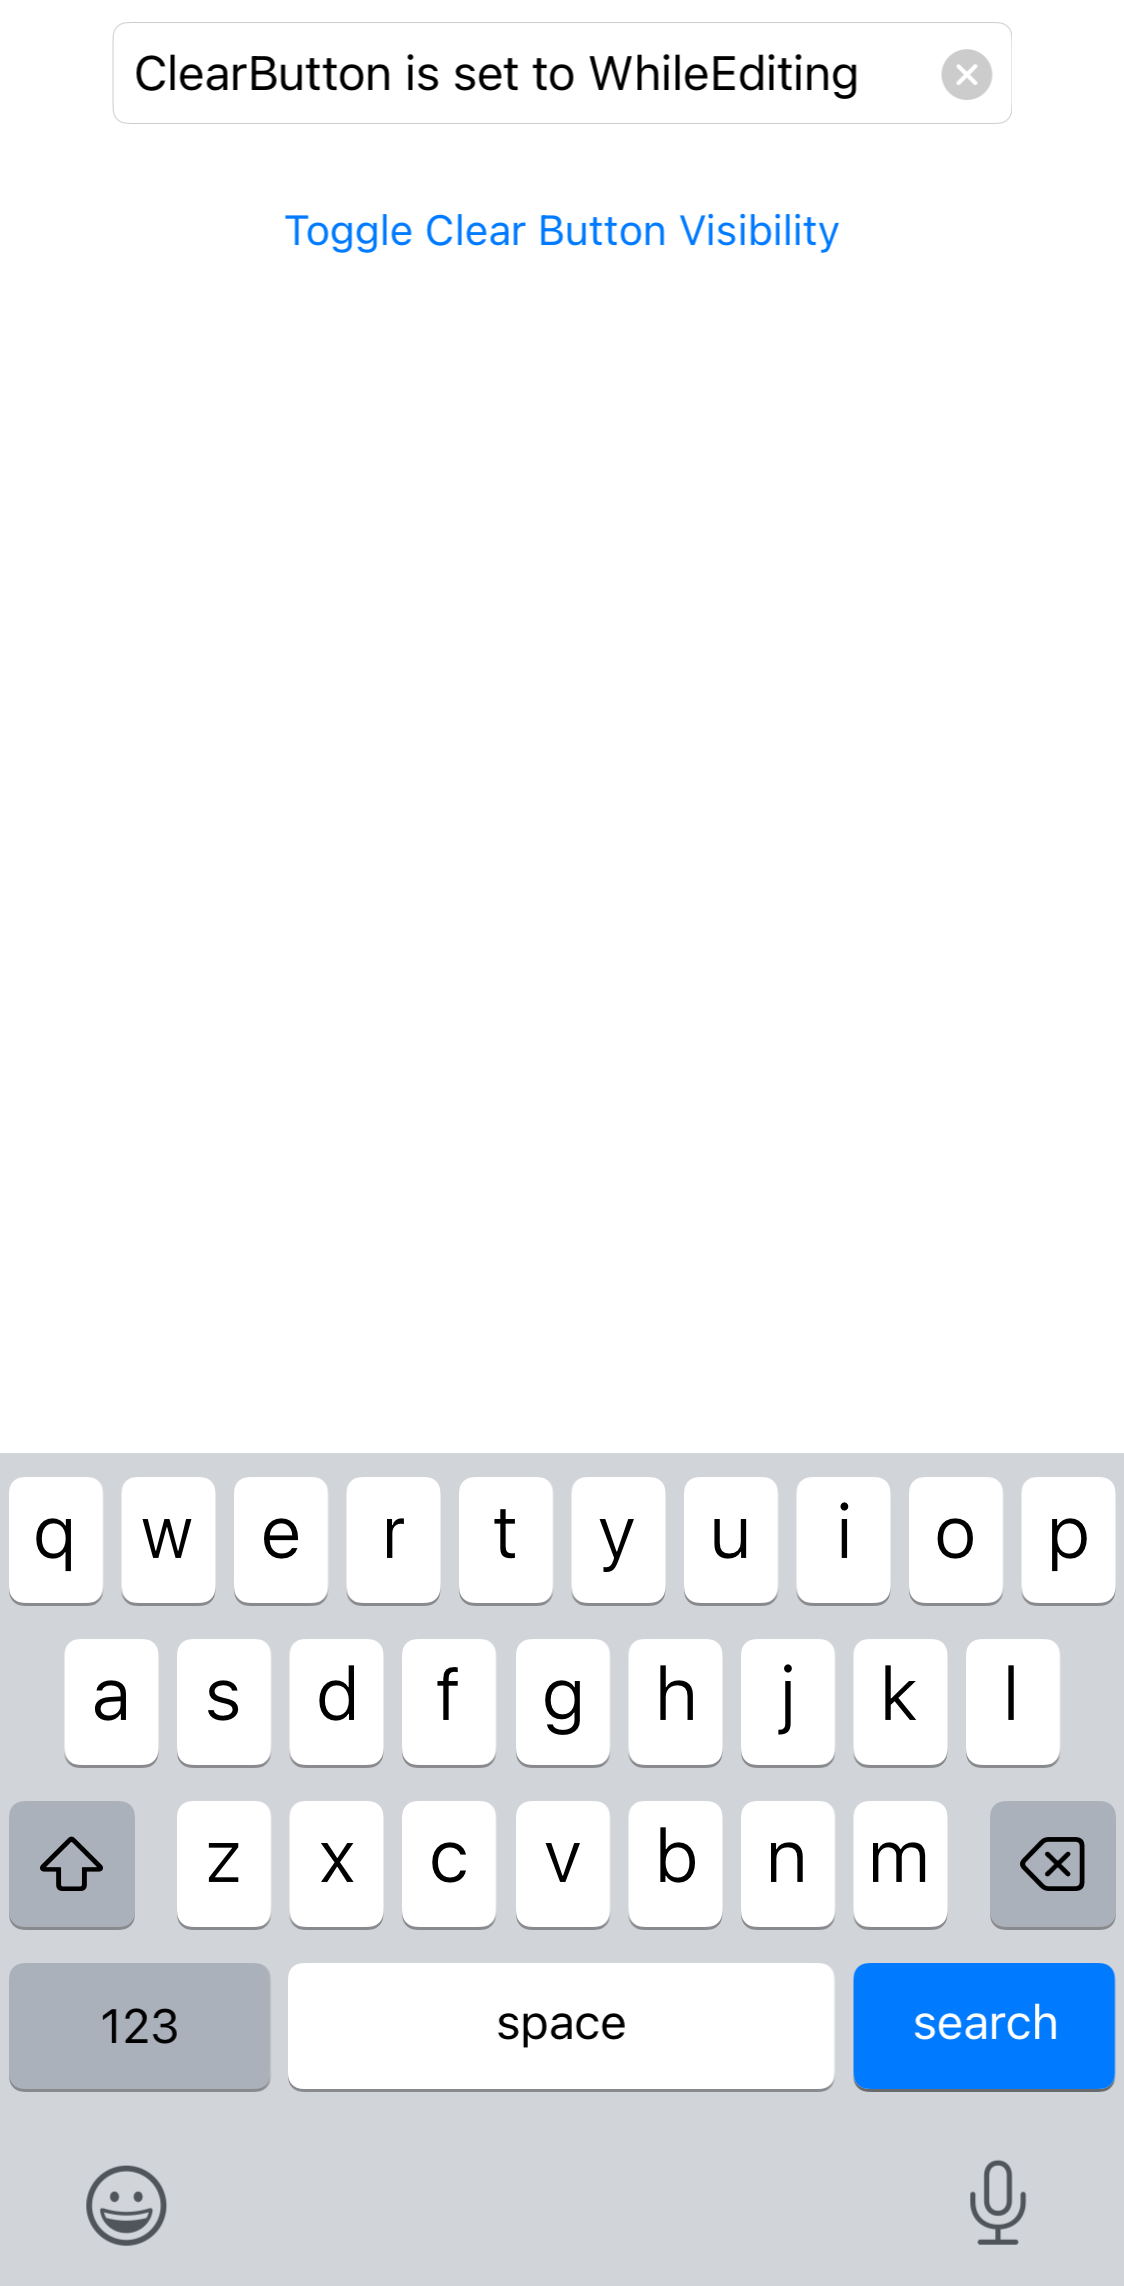 ClearButton is set to WhileEditing
Toggle Clear Button Visibility
q w e r t y u i o p
a s d f g h j k l
z x c v b n m
123 space search